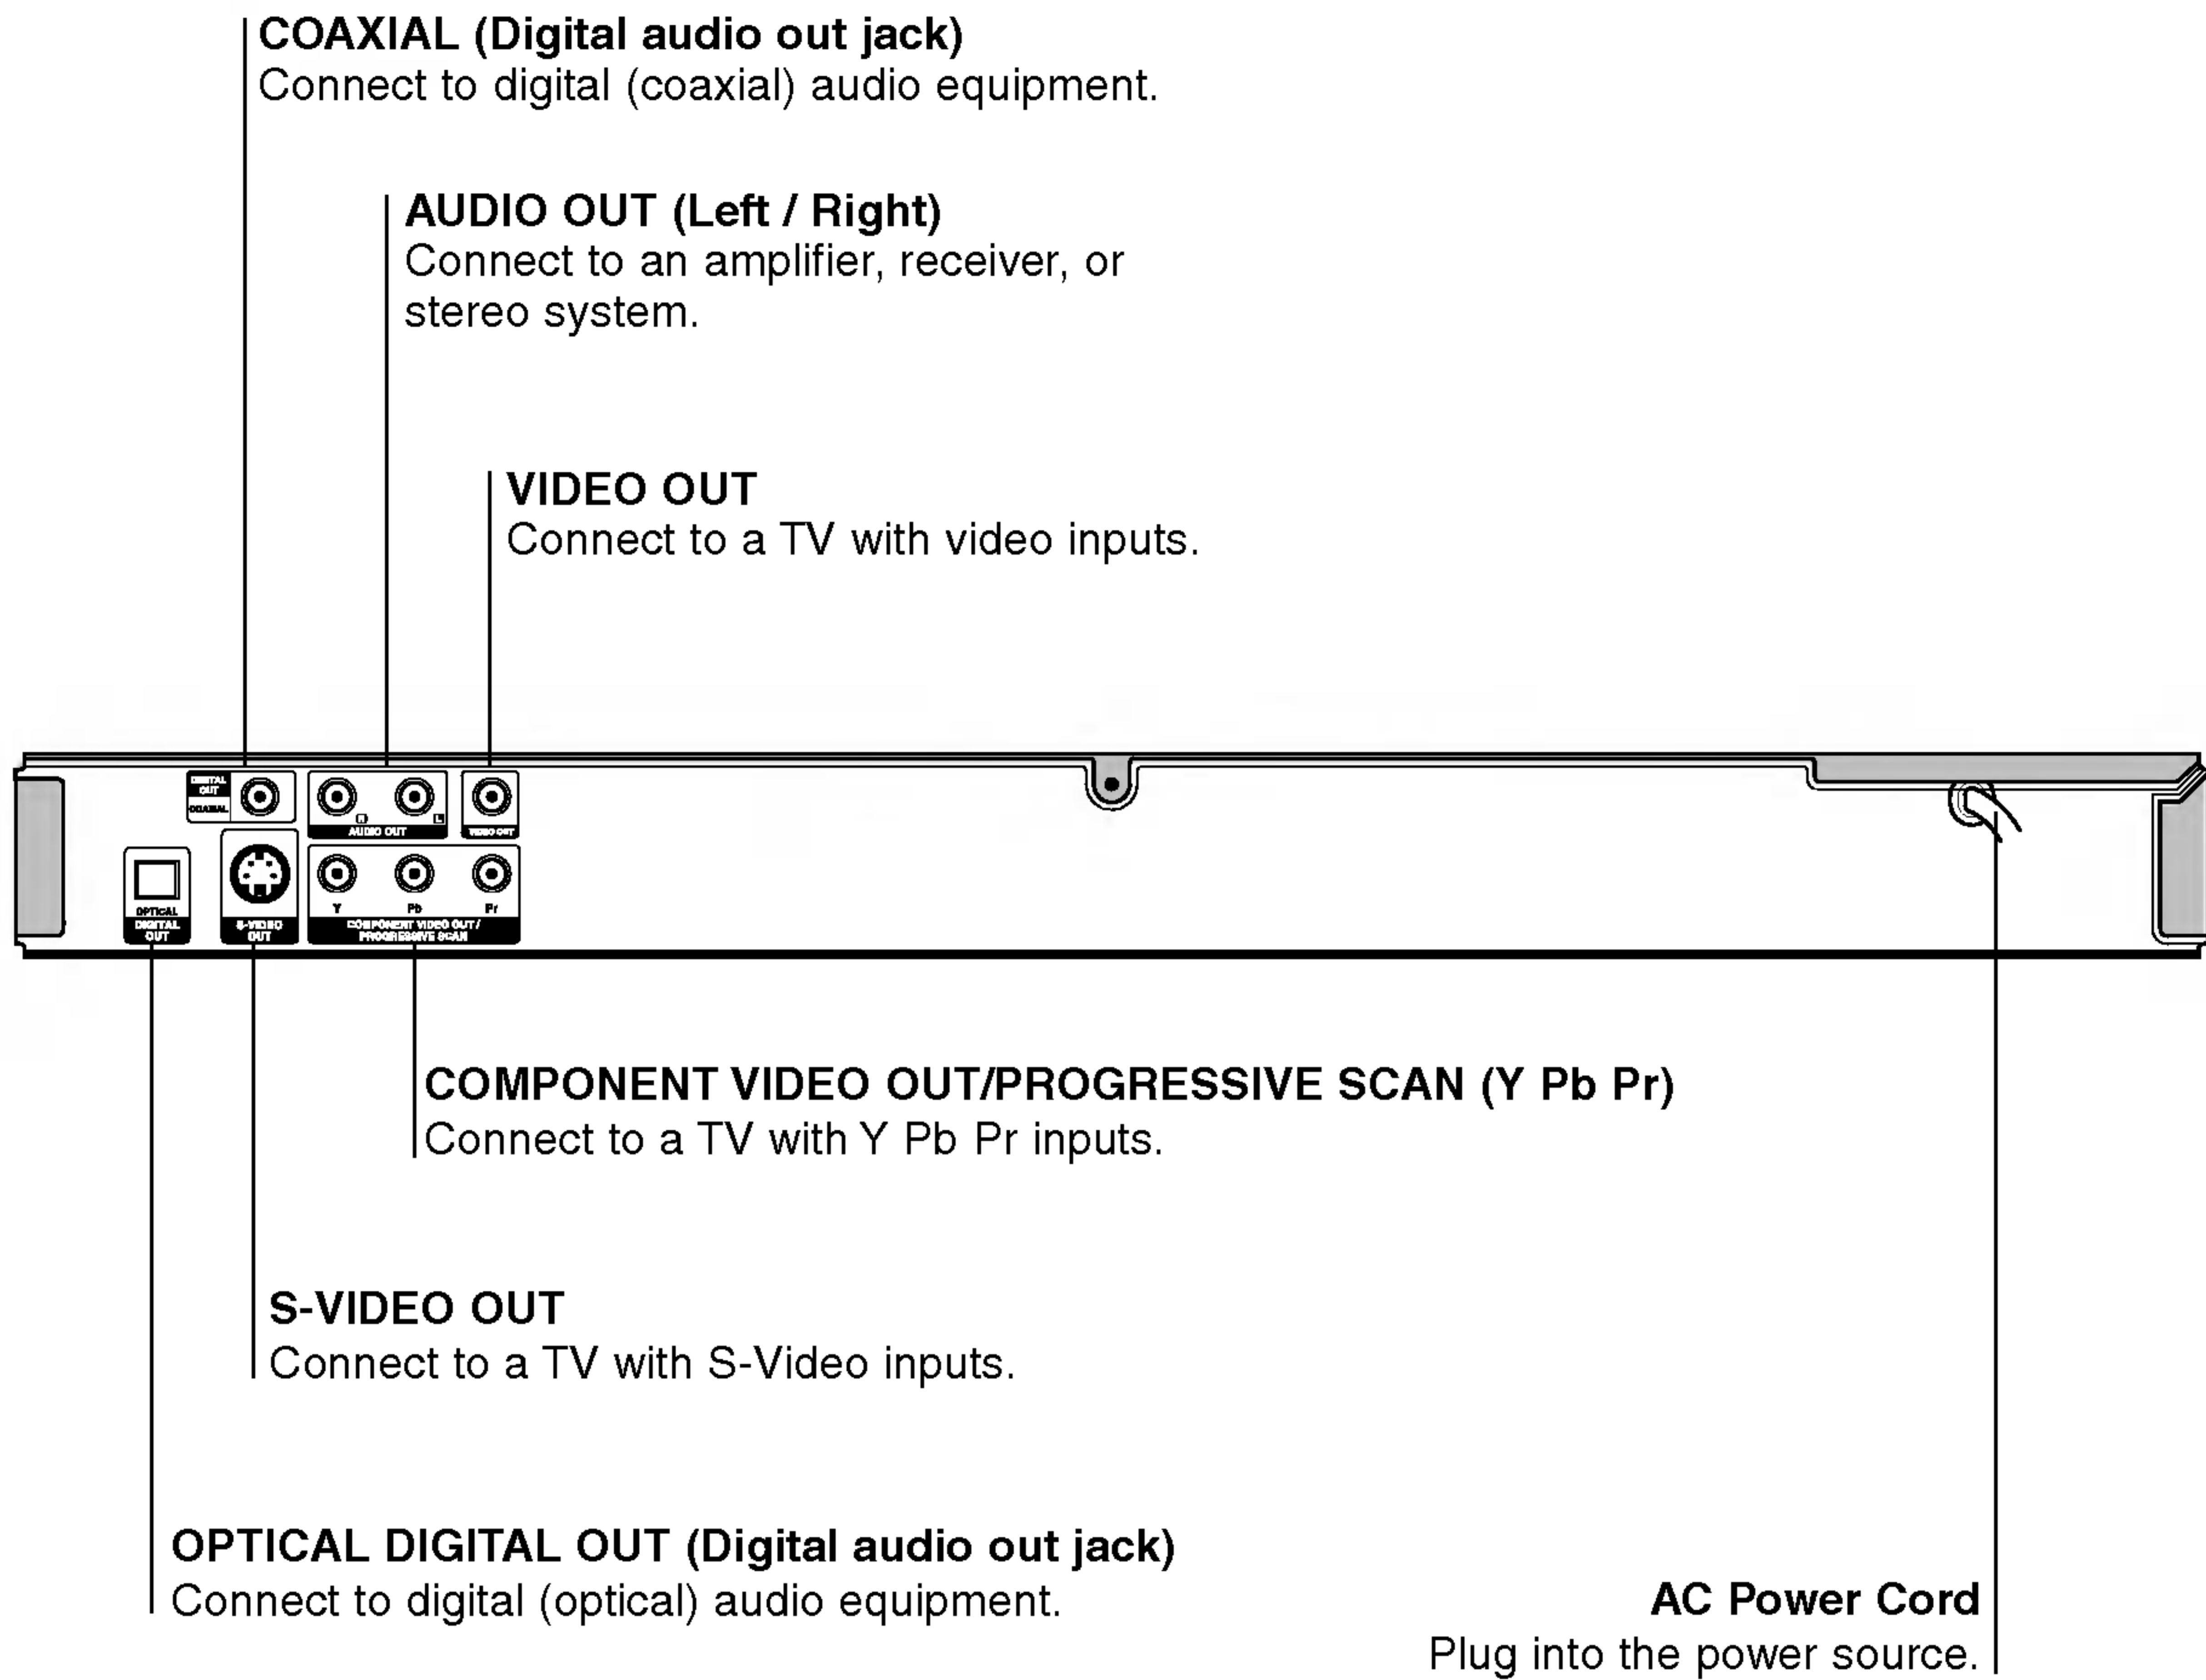 COAXIAL (Digital audio out jack)
Connect to digital (coaxial) audio equipment.
AUDIO OUT (Left / Right)
Connect to an amplifier, receiver, or
stereo system.
VIDEO OUT
Connect to a TV with video inputs.
DIGITAL
OUT
COAXIAL
R
L
AUDIO OUT
VIDEO OUT
OPTICAL
DIGITAL
OUT
S-VIDEO
OUT
Y Pb Pr
COMPONENT VIDEO OUT/
PROGRESSIVE SCAN
COMPONENT VIDEO OUT/PROGRESSIVE SCAN (Y Pb Pr)
Connect to a TV with Y Pb Pr inputs.
S-VIDEO OUT
Connect to a TV with S-Video inputs.
OPTICAL DIGITAL OUT (Digital audio out jack)
Connect to digital (optical) audio equipment.
AC Power Cord
Plug into the power source.